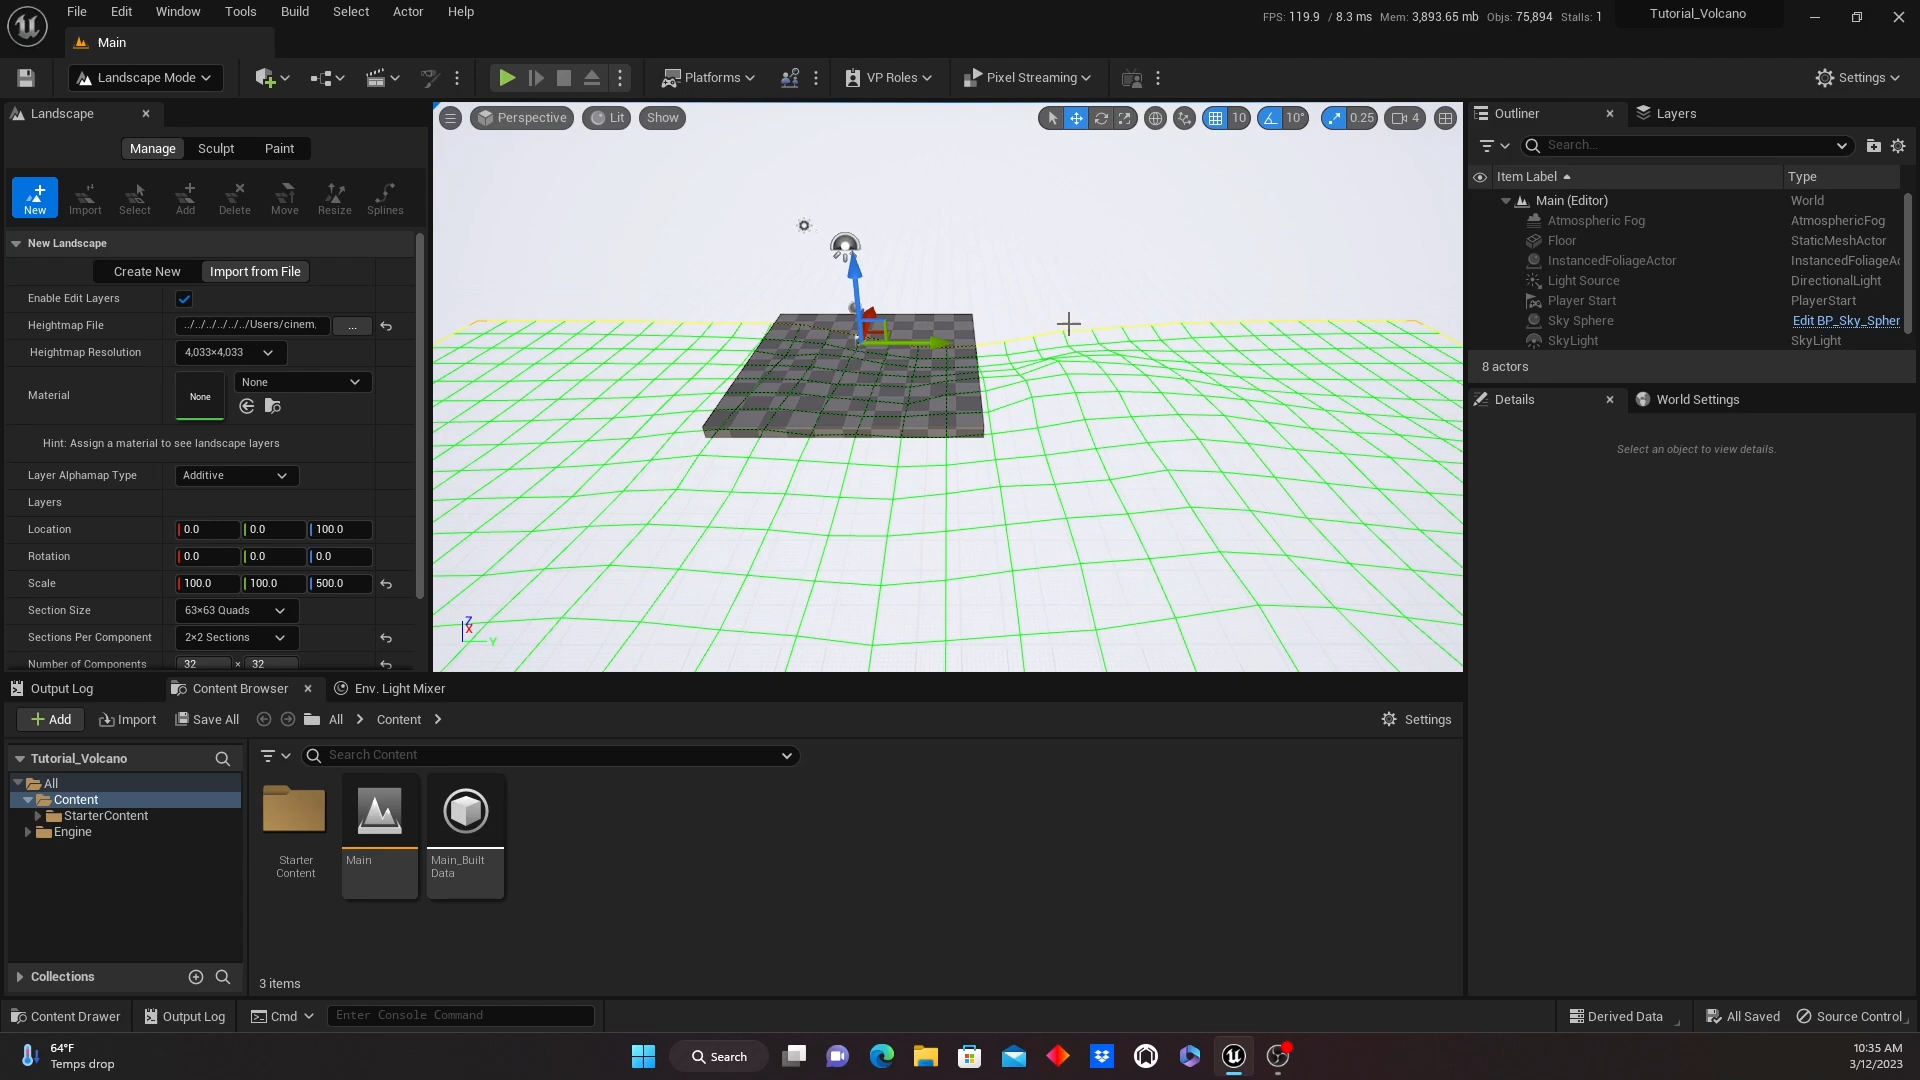 File Edit Window Tools Build Select Actor Help
FPS: 119.9 / 8.3 ms Mem: 3,893.65 mb Objs: 75,894 Stalls: 1
Tutorial_Volcano
Main
Landscape Mode
Platforms
VP Roles
Pixel Streaming
Settings
Landscape
Manage Sculpt Paint
New Import Select Add Delete Move Resize Splines
New Landscape
Create New Import from File
Enable Edit Layers
Heightmap File ../../../../../../Users/cinem, ...
Heightmap Resolution 4,033×4,033
Material None None
Hint: Assign a material to see landscape layers
Layer Alphamap Type Additive
Layers
Location 0.0 0.0 100.0
Rotation 0.0 0.0 0.0
Scale 100.0 100.0 500.0
Section Size 63×63 Quads
Sections Per Component 2×2 Sections
Number of Components 32 × 32
Perspective Lit Show
10 10° 0.25 4
Z
X
Y
Outliner Layers
Search...
Item Label Type
Main (Editor) World
Atmospheric Fog AtmosphericFog
Floor StaticMeshActor
InstancedFoliageActor InstancedFoliageAc
Light Source DirectionalLight
Player Start PlayerStart
Sky Sphere Edit BP_Sky_Spher
SkyLight SkyLight
8 actors
Details World Settings
Select an object to view details.
Output Log Content Browser Env. Light Mixer
Add Import Save All All Content Settings
Tutorial_Volcano
All
Content
StarterContent
Engine
Search Content
Starter
Content
Main
Main_Built
Data
Collections
3 items
Content Drawer Output Log Cmd Enter Console Command
Derived Data All Saved Source Control
64°F
Temps drop
Search
10:35 AM
3/12/2023